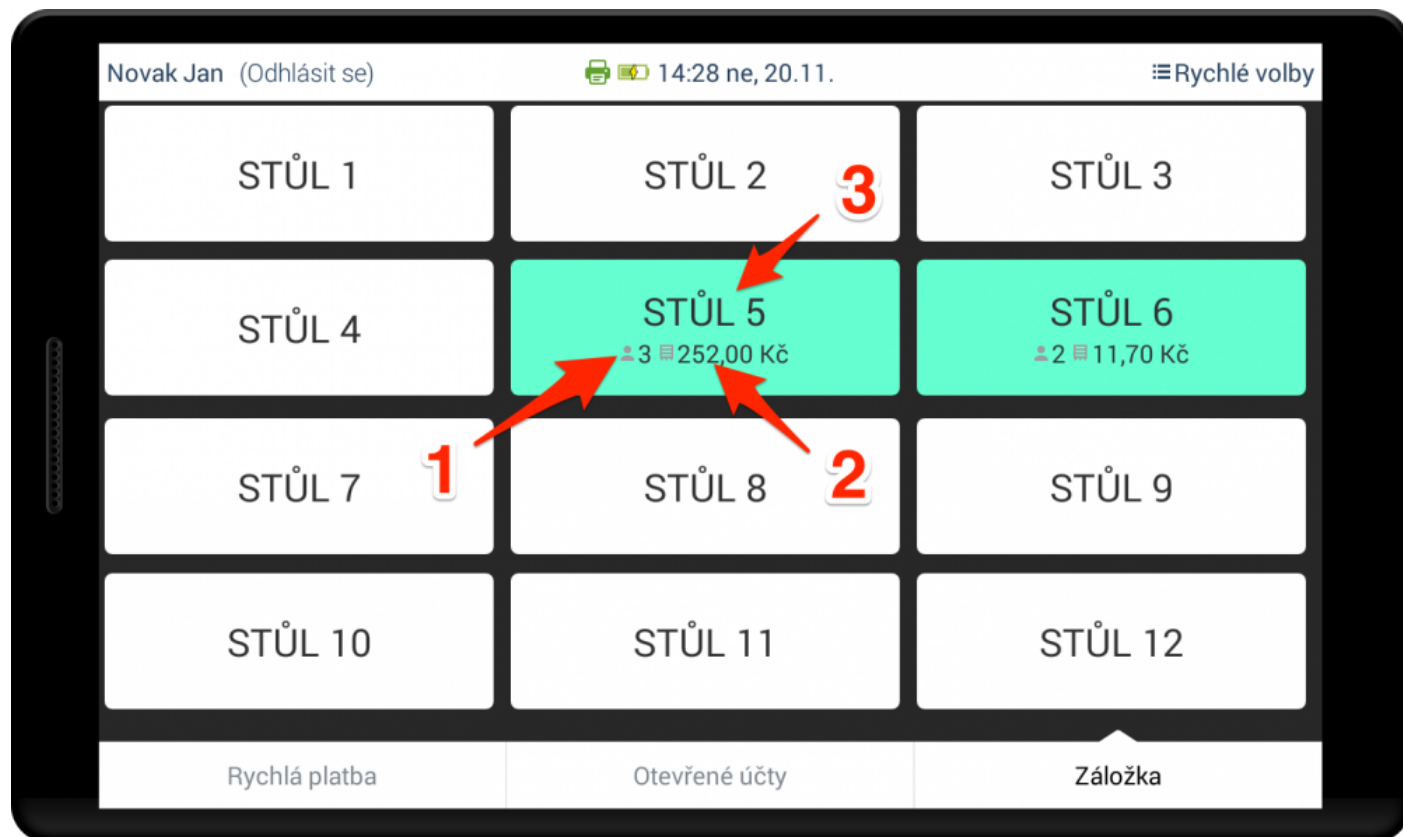 Novak Jan (Odhlásit se) 14:28 ne, 20.11. Rychlé volby
STŮL 1 STŮL 2 3 STŮL 3
STŮL 4 STŮL 5 STŮL 6
3 252,00 Kč 2 11,70 Kč
STŮL 7 1 STŮL 8 2 STŮL 9
STŮL 10 STŮL 11 STŮL 12
Rychlá platba Otevřené účty Záložka